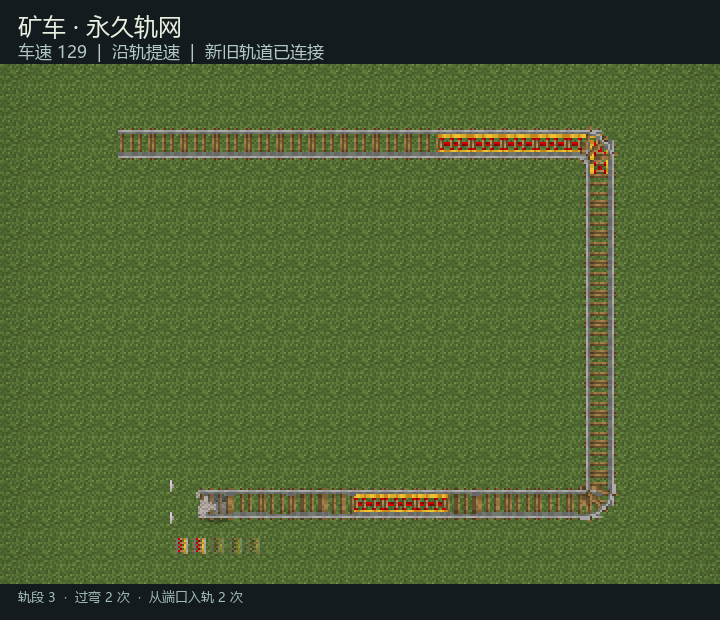 矿车 · 永久轨网
车速 129 | 沿轨提速 | 新旧轨道已连接
轨段 3 · 过弯 2 次 · 从端口入轨 2 次